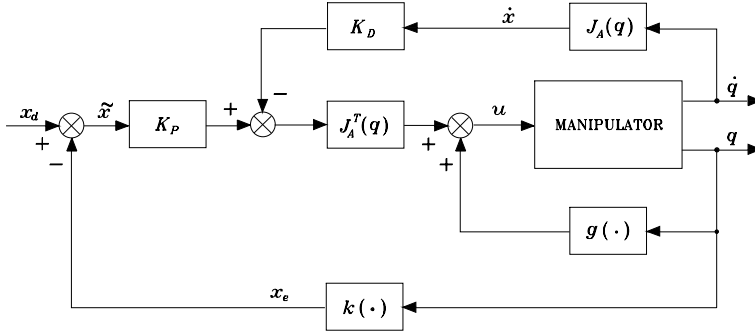 K_D
ẋ
J_A(q)
−
x_d
x̃
K_P
+
J_A^T(q)
u
MANIPULATOR
q̇
q
+
−
+
+
g(·)
x_e
k(·)